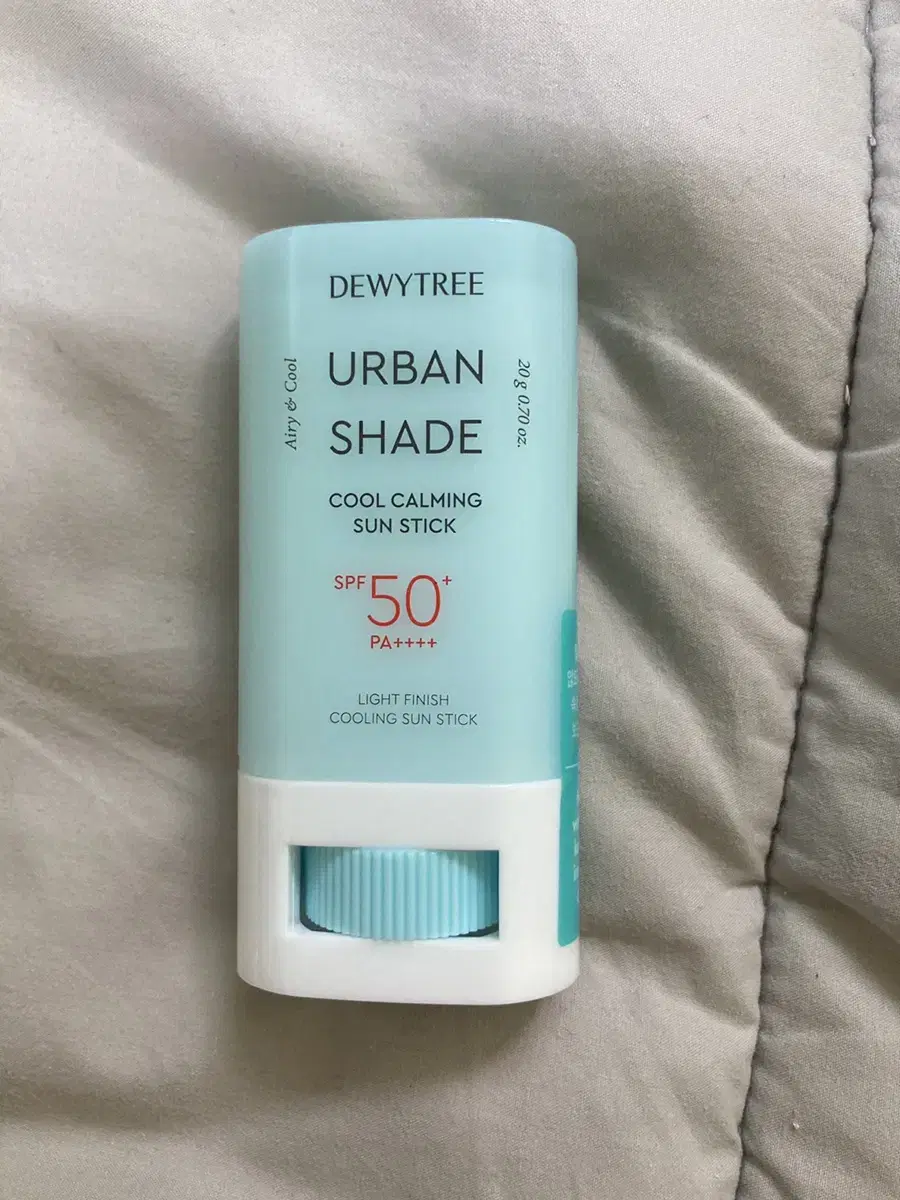 DEWYTREE
URBAN
SHADE
Airy & Cool
20 g 0.70 oz.
COOL CALMING
SUN STICK
SPF 50+
PA++++
LIGHT FINISH
COOLING SUN STICK